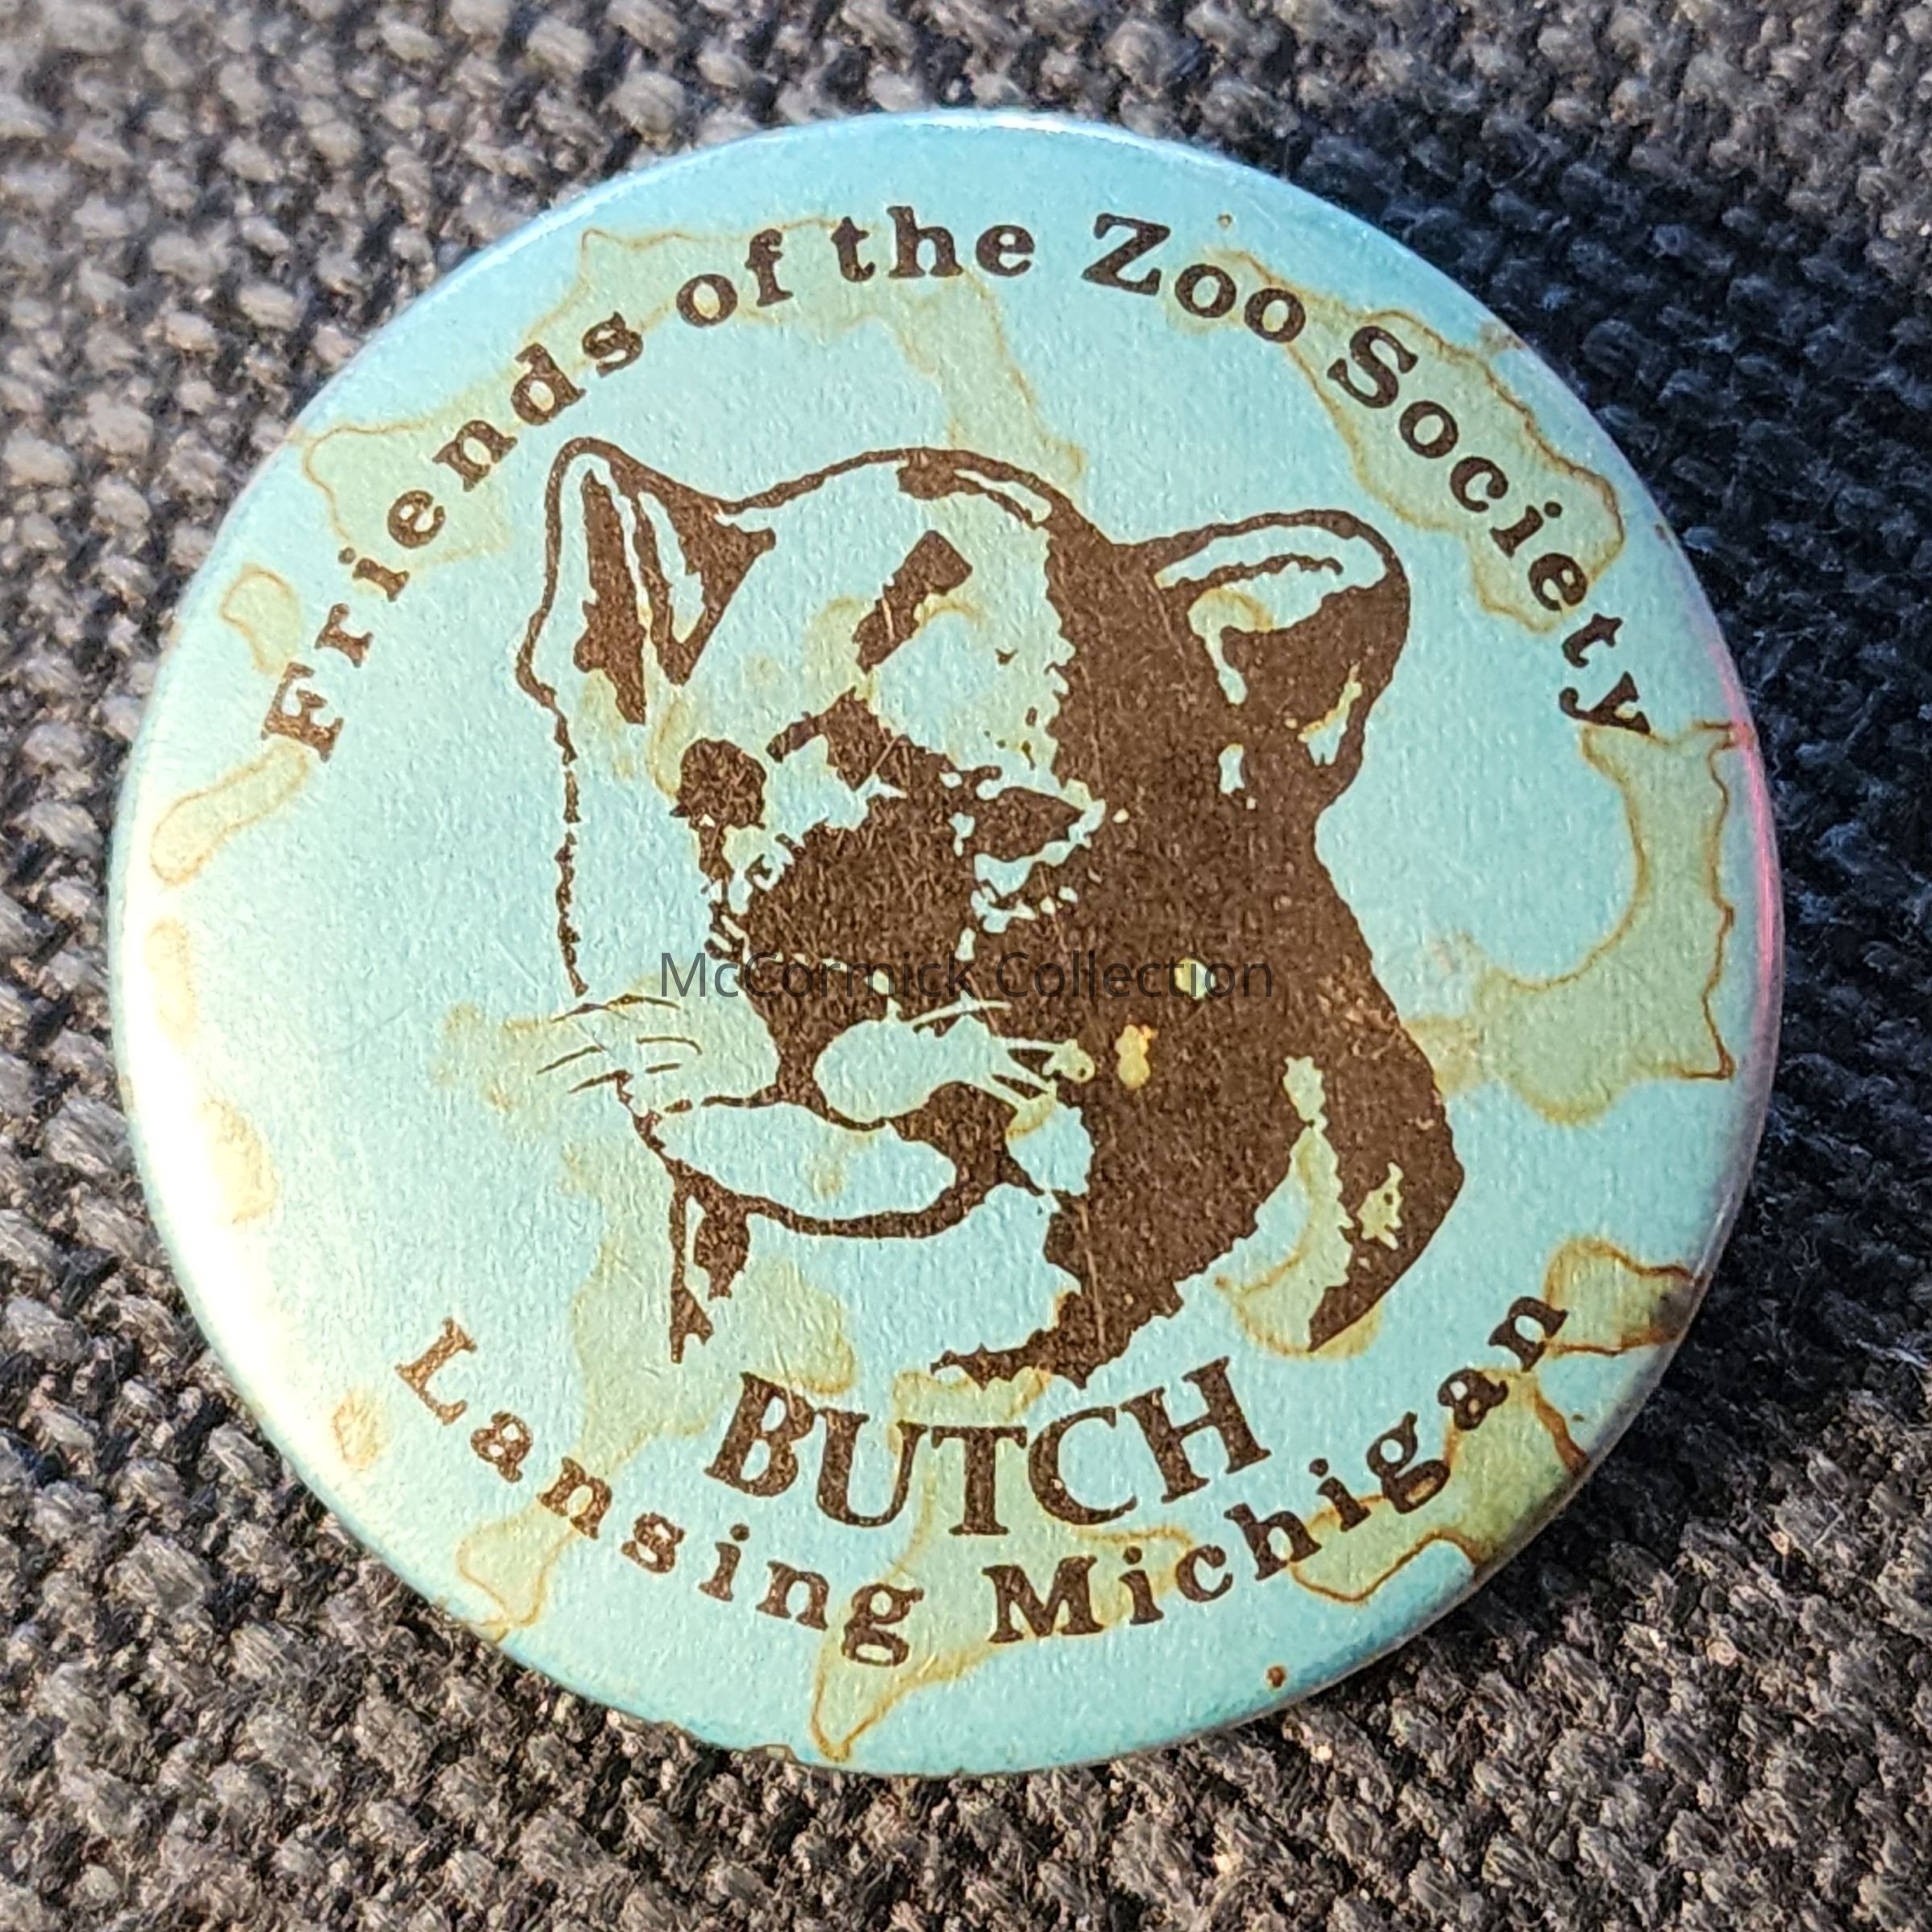 Friends of the Zoo Society
McCormick Collection
BUTCH
Lansing Michigan